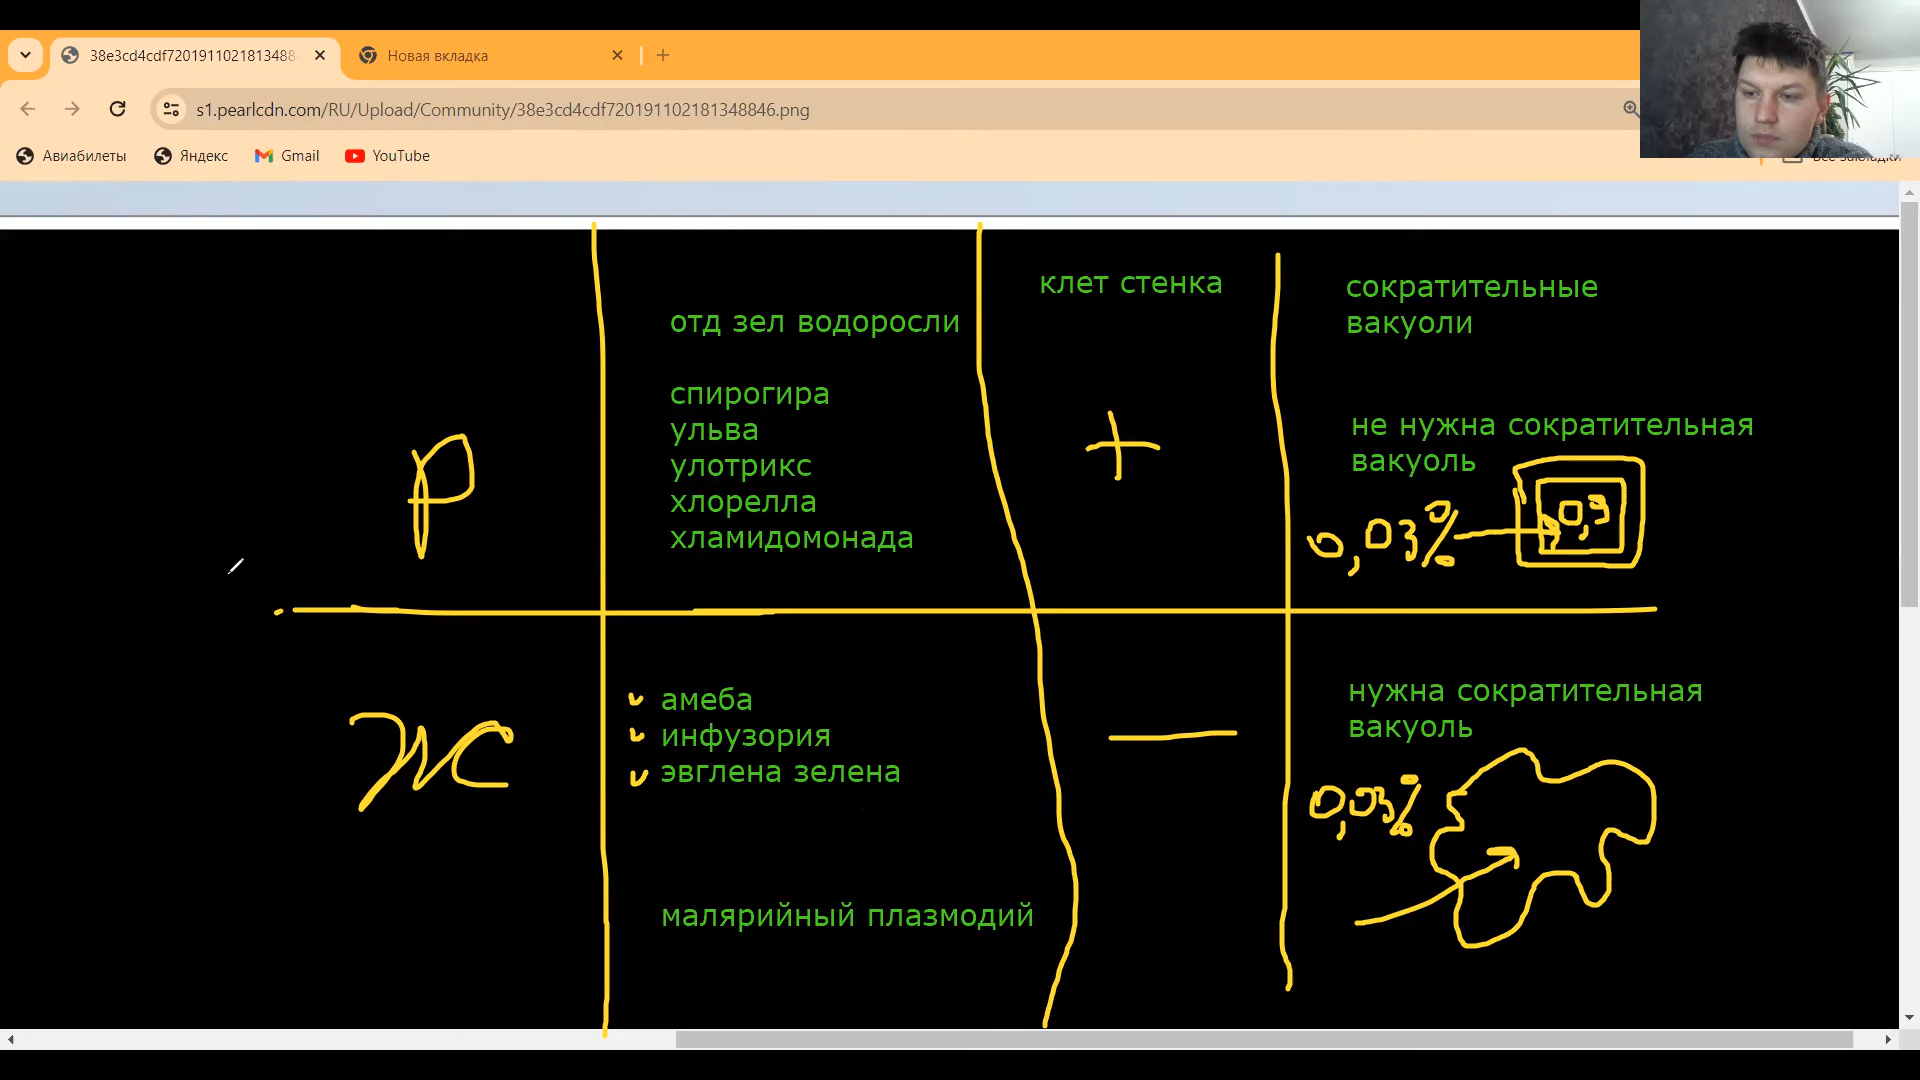 38e3cd4cdf7201911021813488
Новая вкладка
s1.pearlcdn.com/RU/Upload/Community/38e3cd4cdf720191102181348846.png
Авиабилеты
Яндекс
Gmail
YouTube
Все закладки
отд зел водоросли
клет стенка
сократительные
вакуоли
Р
спирогира
ульва
улотрикс
хлорелла
хламидомонада
+
не нужна сократительная
вакуоль
0,03%
0,3
Ж
амеба
инфузория
эвглена зелена
малярийный плазмодий
—
нужна сократительная
вакуоль
0,03%